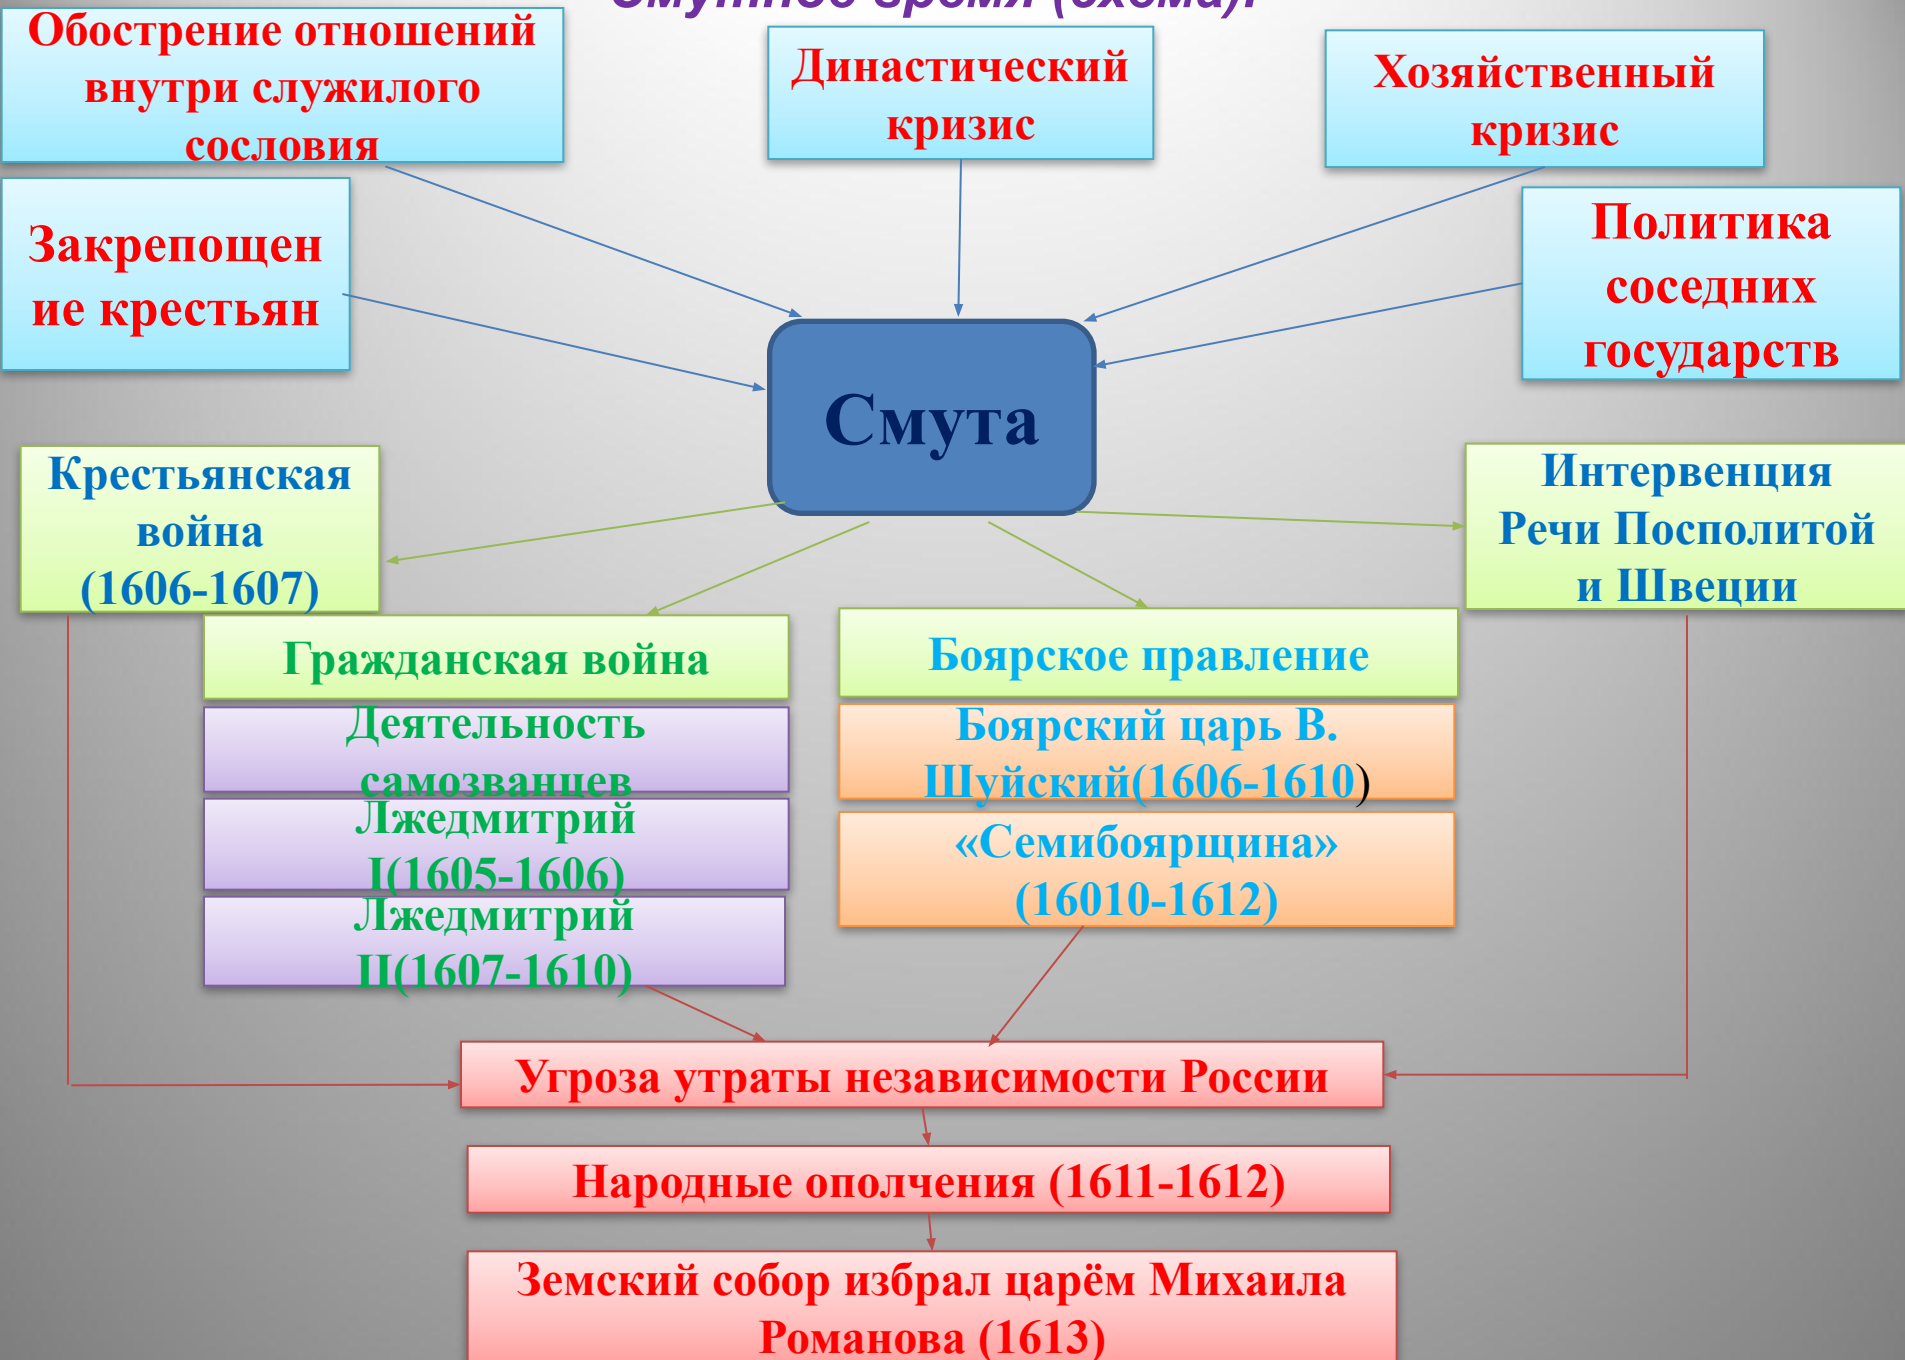 Смутное время (схема).
Обострение отношений
внутри служилого
сословия
Династический
кризис
Хозяйственный
кризис
Закрепощен
ие крестьян
Политика
соседних
государств
Смута
Крестьянская
война
(1606-1607)
Интервенция
Речи Посполитой
и Швеции
Гражданская война
Деятельность
самозванцев
Лжедмитрий
I(1605-1606)
Лжедмитрий
II(1607-1610)
Боярское правление
Боярский царь В.
Шуйский(1606-1610)
«Семибоярщина»
(16010-1612)
Угроза утраты независимости России
Народные ополчения (1611-1612)
Земский собор избрал царём Михаила
Романова (1613)